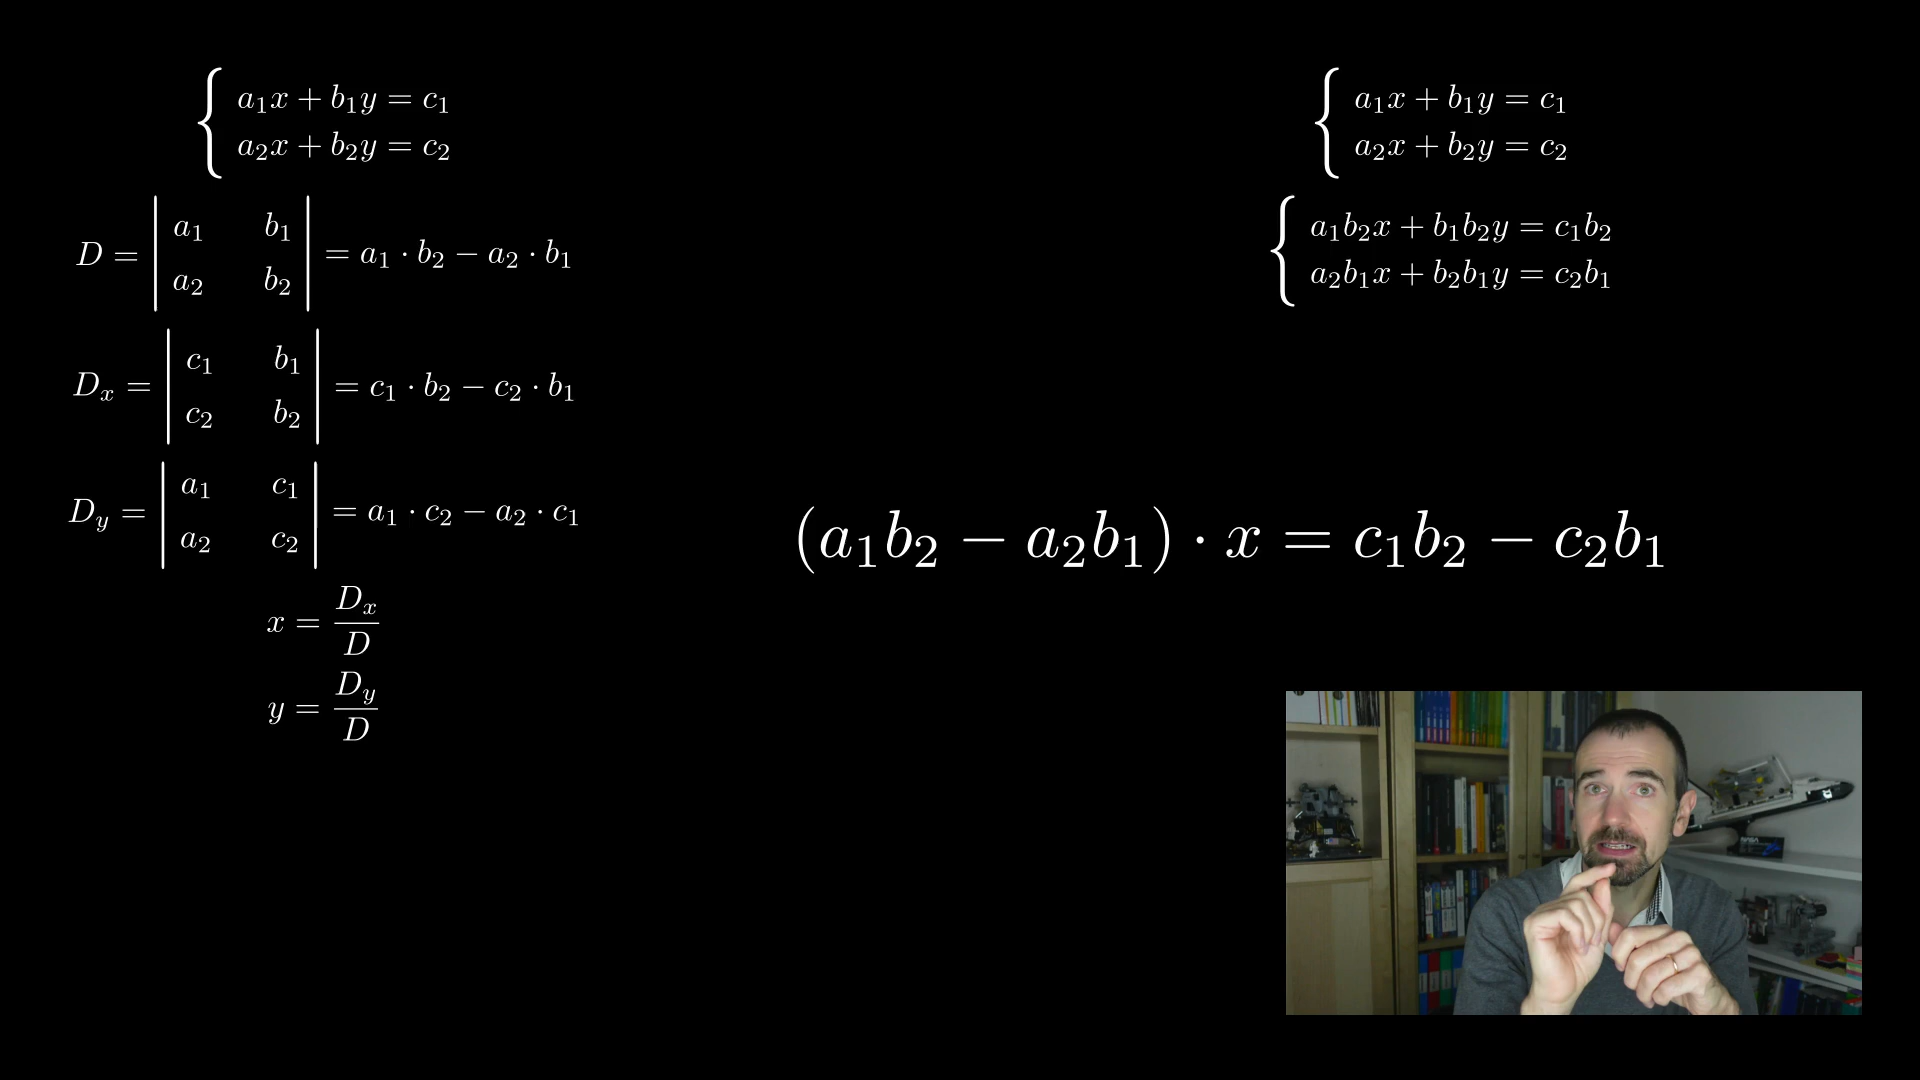 a₁x + b₁y = c₁
a₂x + b₂y = c₂
D = | a₁ b₁ | = a₁ · b₂ − a₂ · b₁
| a₂ b₂ |
Dₓ = | c₁ b₁ | = c₁ · b₂ − c₂ · b₁
| c₂ b₂ |
D_y = | a₁ c₁ | = a₁ · c₂ − a₂ · c₁
| a₂ c₂ |
x = Dₓ / D
y = D_y / D
a₁x + b₁y = c₁
a₂x + b₂y = c₂
a₁b₂x + b₁b₂y = c₁b₂
a₂b₁x + b₂b₁y = c₂b₁
(a₁b₂ − a₂b₁) · x = c₁b₂ − c₂b₁